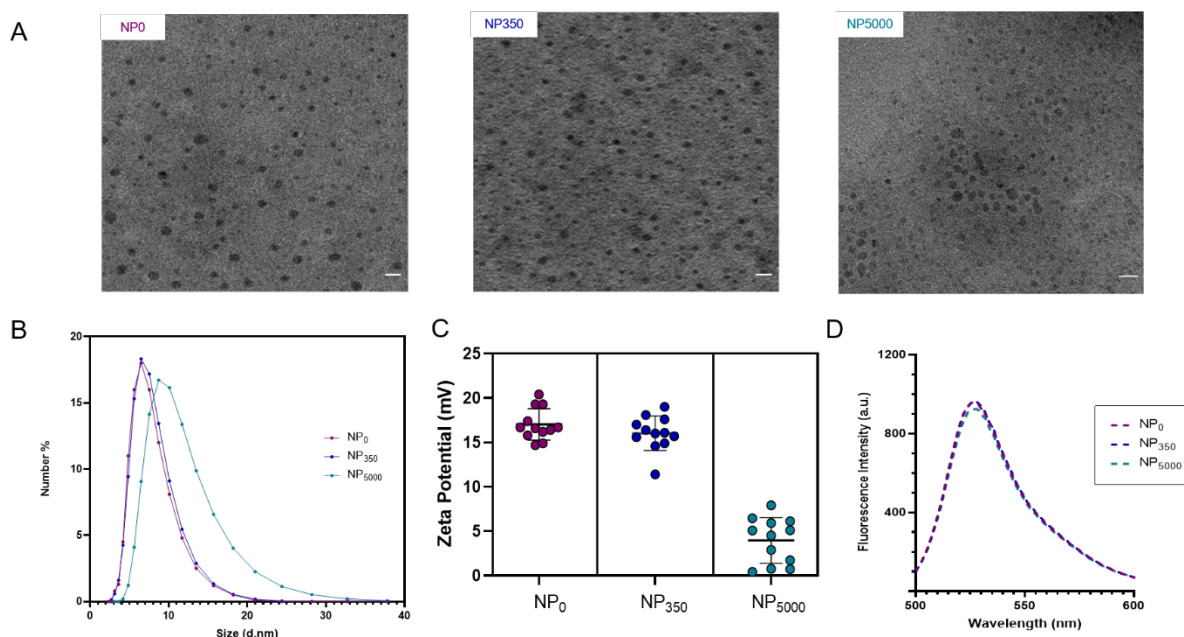 A
NP0
NP350
NP5000
B
Number %
20
15
10
5
0
0
10
20
30
40
Size (d.nm)
NP₀
NP₃₅₀
NP₅₀₀₀
C
Zeta Potential (mV)
25
20
15
10
5
0
NP₀
NP₃₅₀
NP₅₀₀₀
D
Fluorescence Intensity (a.u.)
1200
800
400
500
550
600
Wavelength (nm)
NP₀
NP₃₅₀
NP₅₀₀₀